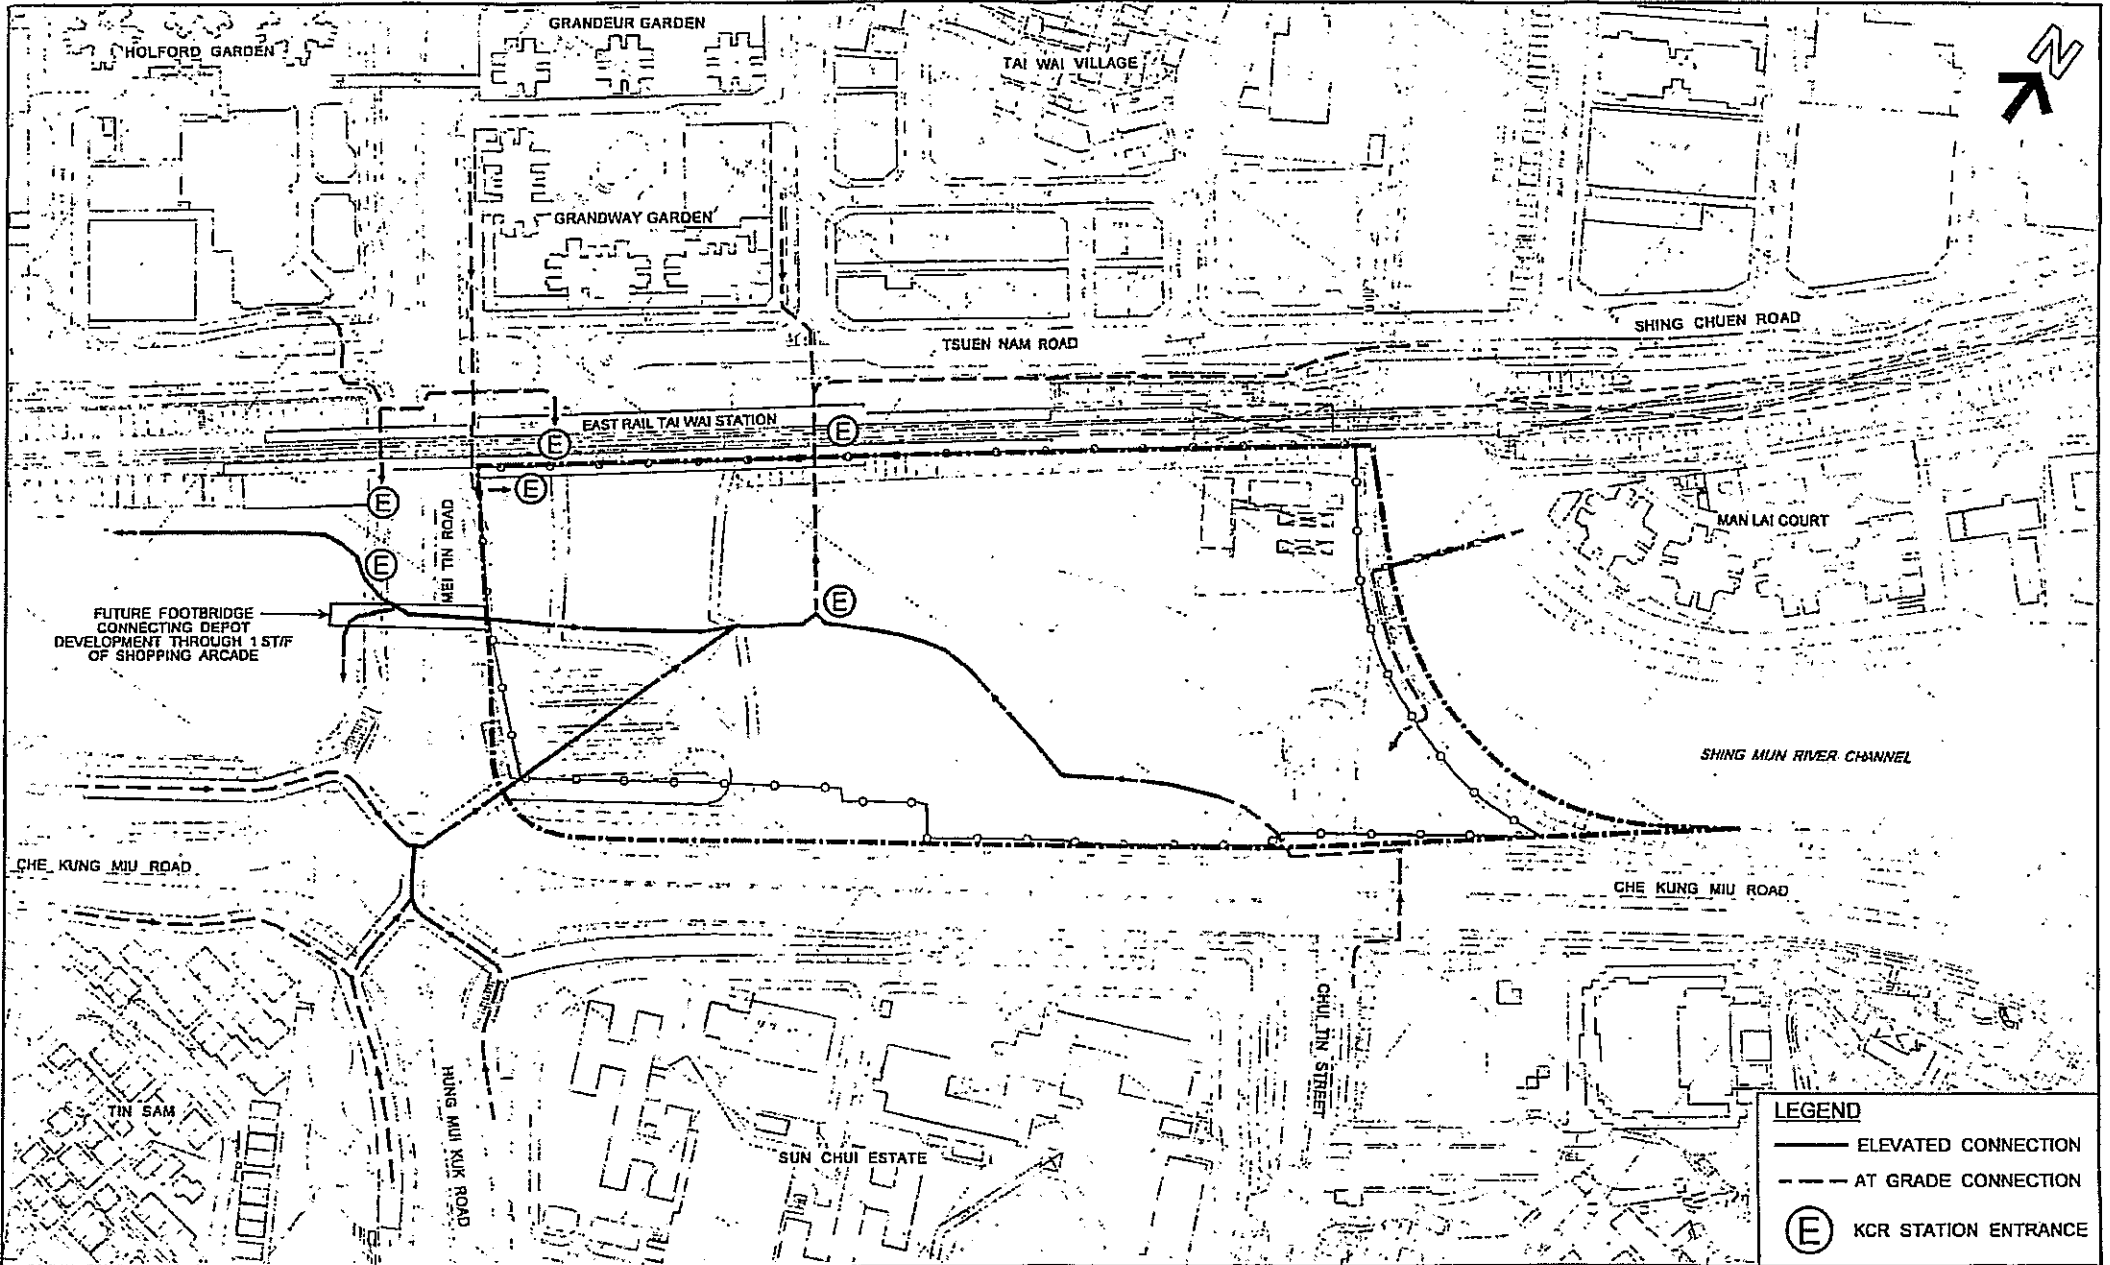 GRANDEUR GARDEN
HOLFORD GARDEN
TAI WAI VILLAGE
N
GRANDWAY GARDEN
SHING CHUEN ROAD
TSUEN NAM ROAD
EAST RAIL TAI WAI STATION
E
E
E
E
MEI TIN ROAD
MAN LAI COURT
E
E
FUTURE FOOTBRIDGE
CONNECTING DEPOT
DEVELOPMENT THROUGH 1 ST/F
OF SHOPPING ARCADE
SHING MUN RIVER CHANNEL
CHE KUNG MIU ROAD
CHE KUNG MIU ROAD
CHUI TIN STREET
TIN SAM
HUNG MUI KUK ROAD
SUN CHUI ESTATE
LEGEND
ELEVATED CONNECTION
AT GRADE CONNECTION
E KCR STATION ENTRANCE